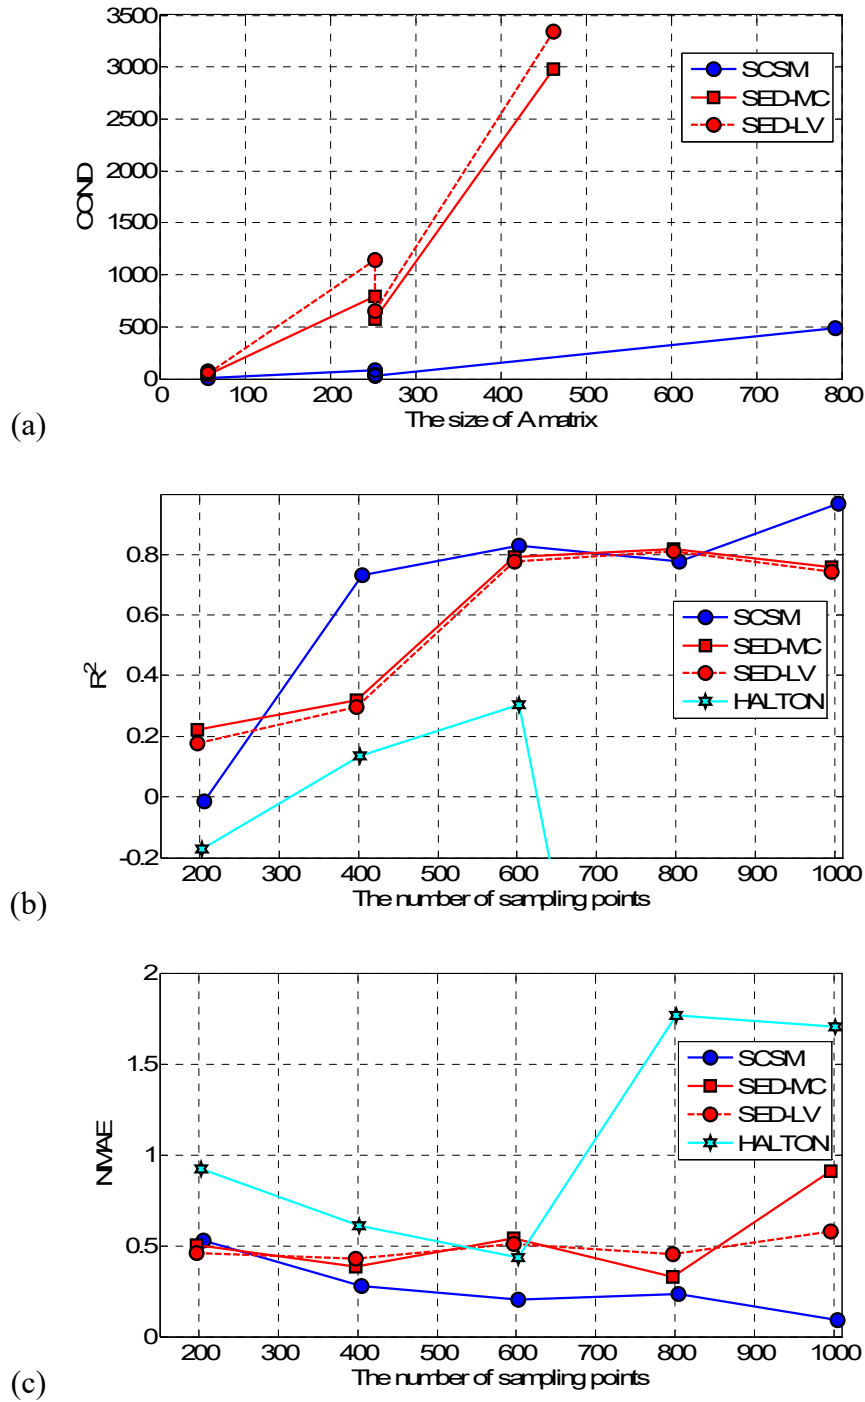 3500
3000
2500
2000
1500
1000
500
0
COND
SCSM
SED-MC
SED-LV
0 100 200 300 400 500 600 700 800
The size of A matrix
(a)
0.8
0.6
0.4
0.2
0
-0.2
R²
SCSM
SED-MC
SED-LV
HALTON
200 300 400 500 600 700 800 900 1000
The number of sampling points
(b)
2
1.5
1
0.5
0
NMAE
SCSM
SED-MC
SED-LV
HALTON
200 300 400 500 600 700 800 900 1000
The number of sampling points
(c)